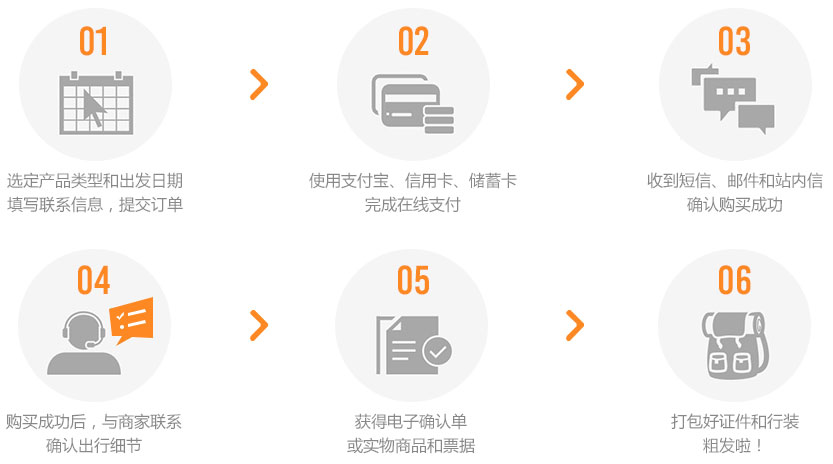 01
02
03
选定产品类型和出发日期
填写联系信息，提交订单
使用支付宝、信用卡、储蓄卡
完成在线支付
收到短信、邮件和站内信
确认购买成功
04
05
06
购买成功后，与商家联系
确认出行细节
获得电子确认单
或实物商品和票据
打包好证件和行装
粗发啦！